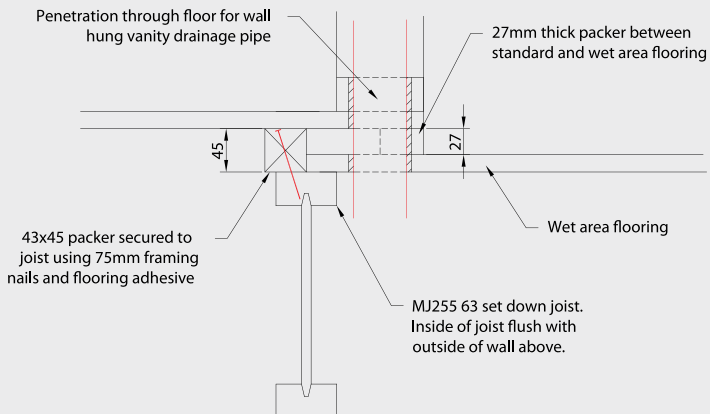 Penetration through floor for wall
hung vanity drainage pipe
27mm thick packer between
standard and wet area flooring
45
27
Wet area flooring
43x45 packer secured to
joist using 75mm framing
nails and flooring adhesive
MJ255 63 set down joist.
Inside of joist flush with
outside of wall above.